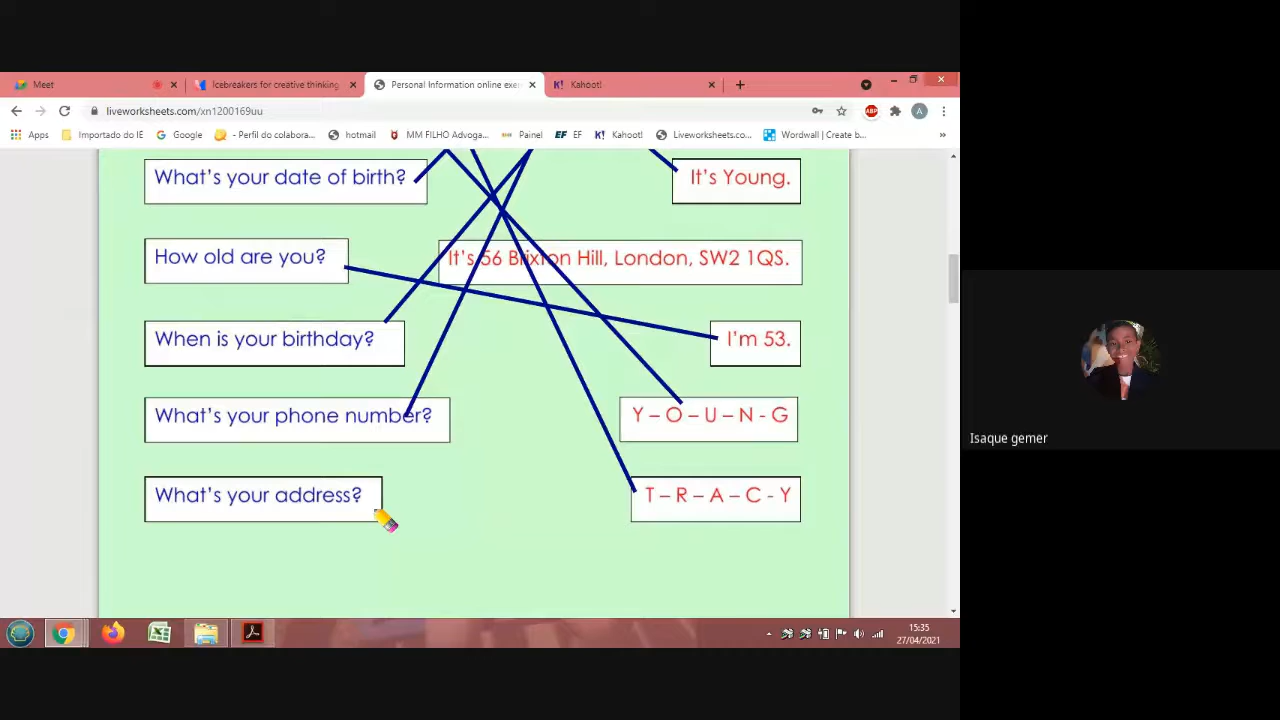 Meet
Icebreakers for creative thinking
Personal Information online exer
Kahoot!
liveworksheets.com/xn1200169uu
A
Apps
Importado do IE
Google
- Perfil do colabora...
hotmail
MM FILHO Advoga...
Painel
EF EF
K! Kahoot!
Liveworksheets.co...
Wordwall | Create b...
What's your date of birth?
It's Young.
How old are you?
It's 56 Brixton Hill, London, SW2 1QS.
When is your birthday?
I'm 53.
What's your phone number?
Y – O – U – N - G
What's your address?
T – R – A – C - Y
Isaque gemer
15:35
27/04/2021